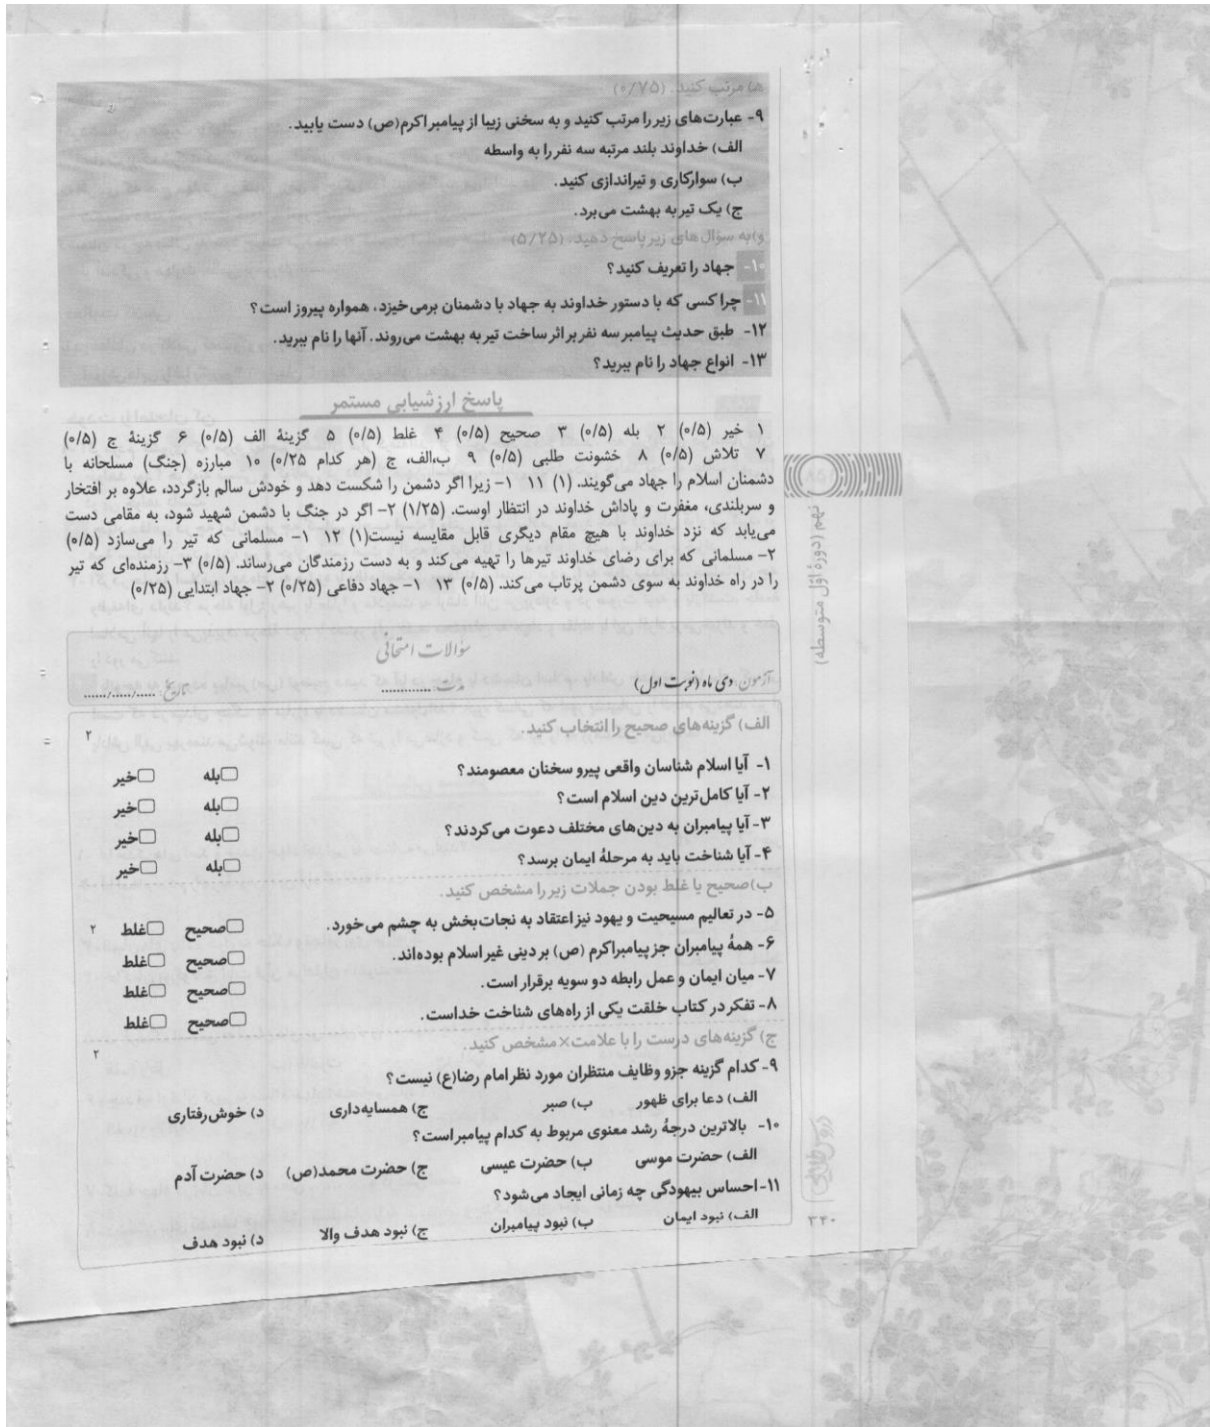 ه) مرتب کنید. (۰/۷۵)
۹- عبارت‌های زیر را مرتب کنید و به سخنی زیبا از پیامبر اکرم(ص) دست یابید.
الف) خداوند بلند مرتبه سه نفر را به واسطه
ب) سوارکاری و تیراندازی کنید.
ج) یک تیر به بهشت می‌برد.
و)به سؤال‌های زیر پاسخ دهید. (۵/۲۵)
۱۰- جهاد را تعریف کنید؟
۱۱- چرا کسی که با دستور خداوند به جهاد با دشمنان برمی‌خیزد، همواره پیروز است؟
۱۲- طبق حدیث پیامبر سه نفر بر اثر ساخت تیر به بهشت می‌روند. آنها را نام ببرید.
۱۳- انواع جهاد را نام ببرید؟
پاسخ ارزشیابی مستمر
۱ خیر (۰/۵) ۲ بله (۰/۵) ۳ صحیح (۰/۵) ۴ غلط (۰/۵) ۵ گزینهٔ الف (۰/۵) ۶ گزینهٔ ج (۰/۵)
۷ تلاش (۰/۵) ۸ خشونت طلبی (۰/۵) ۹ ب،الف، ج (هر کدام ۰/۲۵) ۱۰ مبارزه (جنگ) مسلحانه با
دشمنان اسلام را جهاد می‌گویند. (۱) ۱۱ ۱- زیرا اگر دشمن را شکست دهد و خودش سالم بازگردد، علاوه بر افتخار
و سربلندی، مغفرت و پاداش خداوند در انتظار اوست. (۱/۲۵) ۲- اگر در جنگ با دشمن شهید شود، به مقامی دست
می‌یابد که نزد خداوند با هیچ مقام دیگری قابل مقایسه نیست(۱) ۱۲ ۱- مسلمانی که تیر را می‌سازد (۰/۵)
۲- مسلمانی که برای رضای خداوند تیرها را تهیه می‌کند و به دست رزمندگان می‌رساند. (۰/۵) ۳- رزمنده‌ای که تیر
را در راه خداوند به سوی دشمن پرتاب می‌کند. (۰/۵) ۱۳ ۱- جهاد دفاعی (۰/۲۵) ۲- جهاد ابتدایی (۰/۲۵)
نهم (دورهٔ اوّل متوسطه)
سؤالات امتحانی
آزمون: دی ماه (نوبت اول) مدت: ............. تاریخ: ....../....../......
الف) گزینه‌های صحیح را انتخاب کنید. ۲
۱- آیا اسلام شناسان واقعی پیرو سخنان معصومند؟ □بله □خیر
۲- آیا کامل‌ترین دین اسلام است؟ □بله □خیر
۳- آیا پیامبران به دین‌های مختلف دعوت می‌کردند؟ □بله □خیر
۴- آیا شناخت باید به مرحلهٔ ایمان برسد؟ □بله □خیر
ب)صحیح یا غلط بودن جملات زیر را مشخص کنید.
۵- در تعالیم مسیحیت و یهود نیز اعتقاد به نجات‌بخش به چشم می‌خورد. □صحیح □غلط ۲
۶- همهٔ پیامبران جز پیامبراکرم (ص) بر دینی غیر اسلام بوده‌اند. □صحیح □غلط
۷- میان ایمان و عمل رابطه دو سویه برقرار است. □صحیح □غلط
۸- تفکر در کتاب خلقت یکی از راه‌های شناخت خداست. □صحیح □غلط
ج) گزینه‌های درست را با علامت× مشخص کنید. ۲
۹- کدام گزینه جزو وظایف منتظران مورد نظر امام رضا(ع) نیست؟
الف) دعا برای ظهور ب) صبر ج) همسایه‌داری د) خوش‌رفتاری
۱۰- بالاترین درجهٔ رشد معنوی مربوط به کدام پیامبر است؟
الف) حضرت موسی ب) حضرت عیسی ج) حضرت محمد(ص) د) حضرت آدم
۱۱-احساس بیهودگی چه زمانی ایجاد می‌شود؟
الف) نبود ایمان ب) نبود پیامبران ج) نبود هدف والا د) نبود هدف
۳۴۰